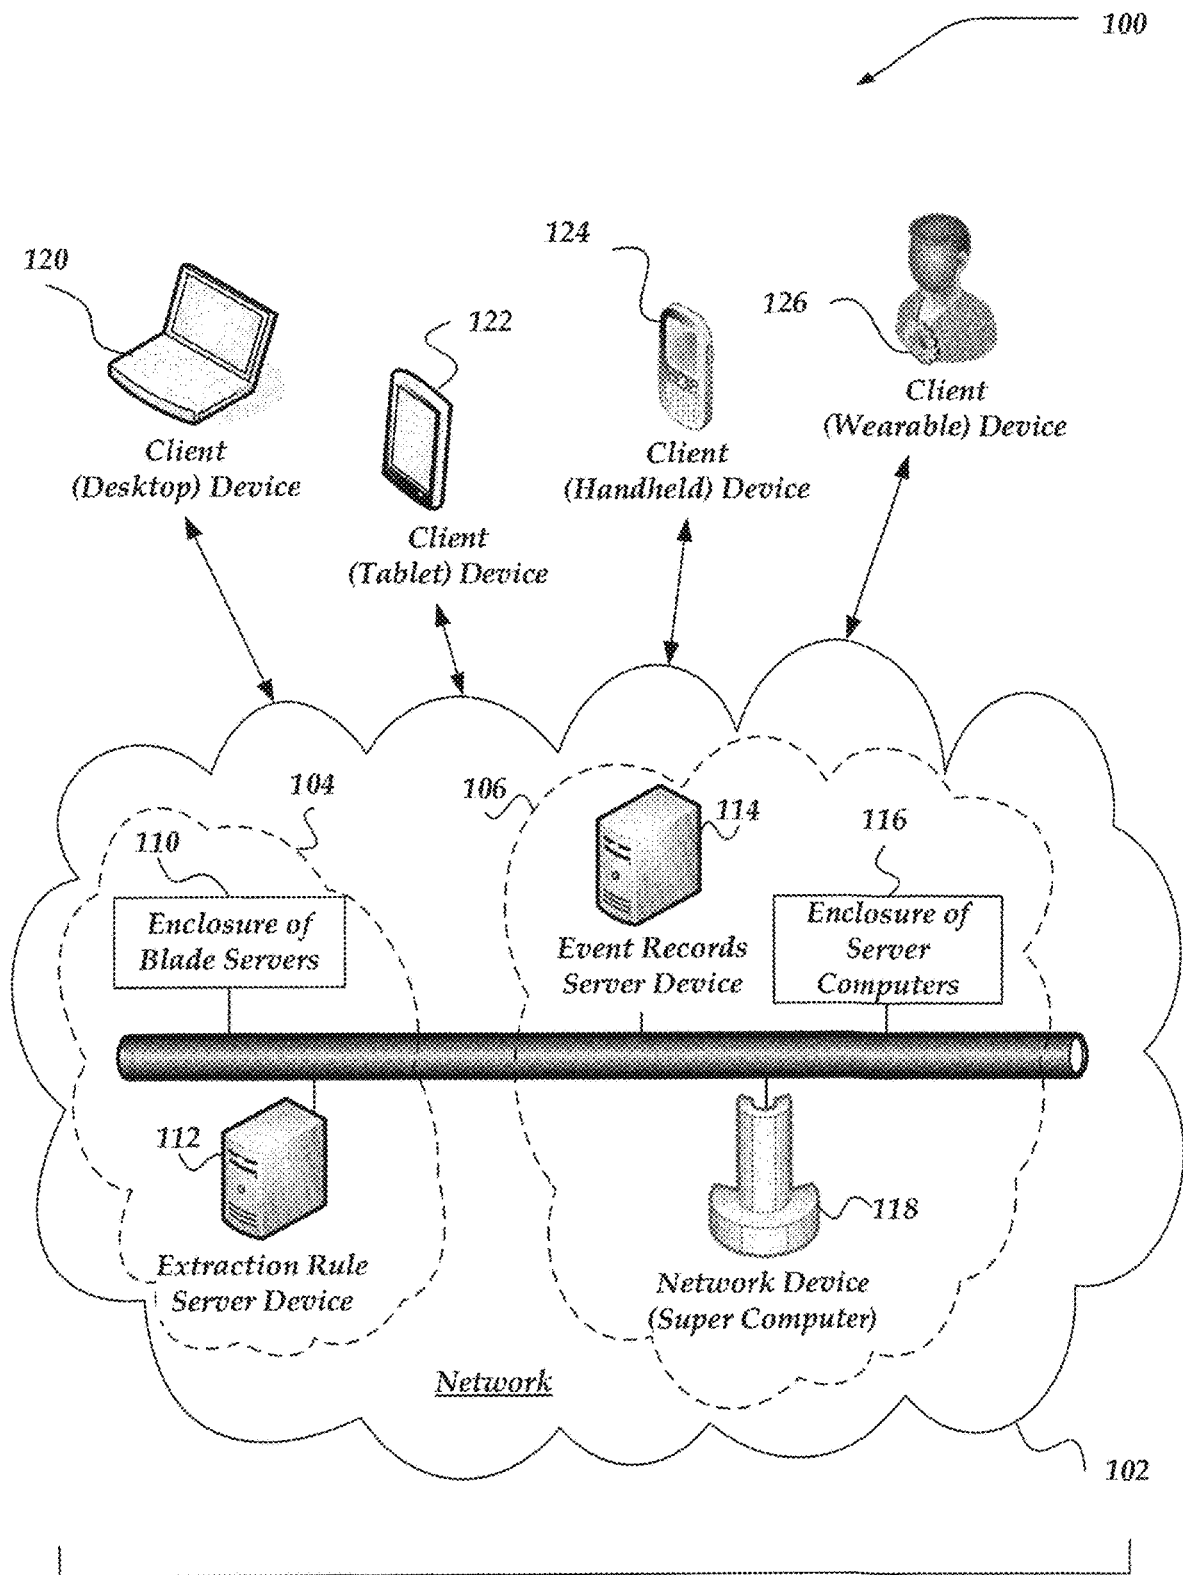 100
120
Client
(Desktop) Device
122
Client
(Tablet) Device
124
Client
(Handheld) Device
126
Client
(Wearable) Device
104
110
Enclosure of
Blade Servers
106
114
Event Records
Server Device
116
Enclosure of
Server
Computers
112
Extraction Rule
Server Device
118
Network Device
(Super Computer)
Network
102